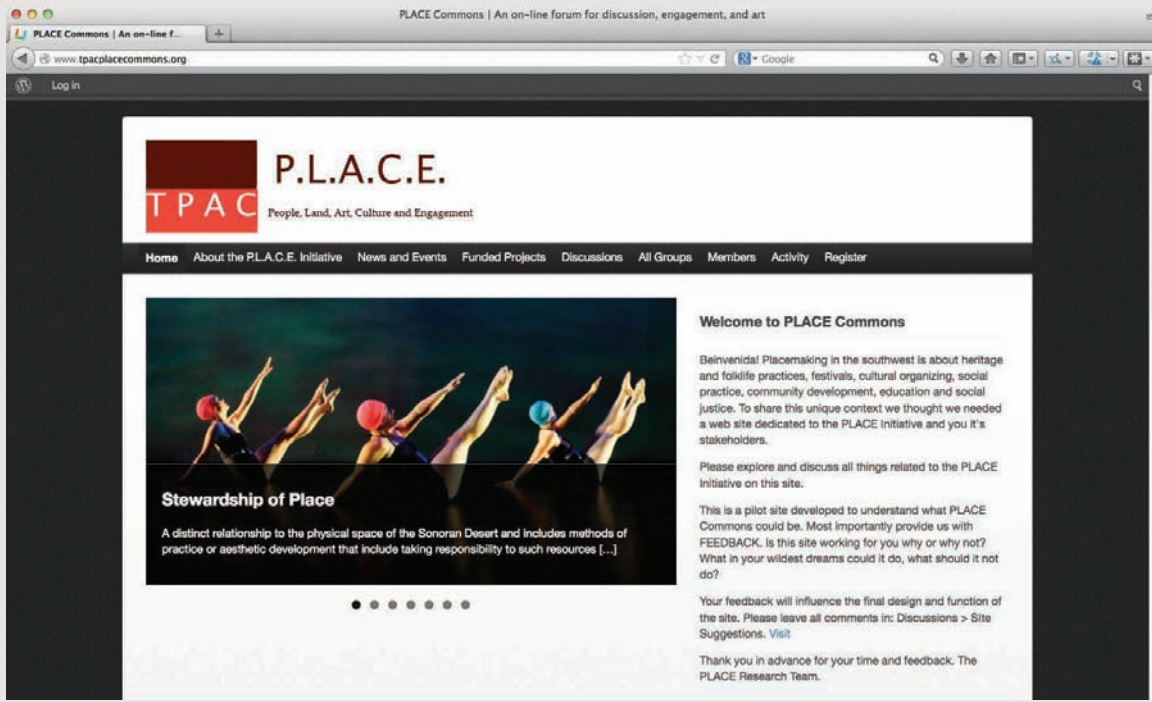 PLACE Commons | An on-line forum for discussion, engagement, and art
PLACE Commons | An on-line f...
www.tpacplacecommons.org
Google
Log in
P.L.A.C.E.
TPAC
People, Land, Art, Culture and Engagement
Home About the P.L.A.C.E. Initiative News and Events Funded Projects Discussions All Groups Members Activity Register
Welcome to PLACE Commons
Beinvenida! Placemaking in the southwest is about heritage
and folklife practices, festivals, cultural organizing, social
practice, community development, education and social
justice. To share this unique context we thought we needed
a web site dedicated to the PLACE Initiative and you it's
stakeholders.
Please explore and discuss all things related to the PLACE
Initiative on this site.
This is a pilot site developed to understand what PLACE
Commons could be. Most importantly provide us with
FEEDBACK. Is this site working for you why or why not?
What in your wildest dreams could it do, what should it not
do?
Your feedback will influence the final design and function of
the site. Please leave all comments in: Discussions > Site
Suggestions. Visit
Thank you in advance for your time and feedback. The
PLACE Research Team.
Stewardship of Place
A distinct relationship to the physical space of the Sonoran Desert and includes methods of
practice or aesthetic development that include taking responsibility to such resources [...]